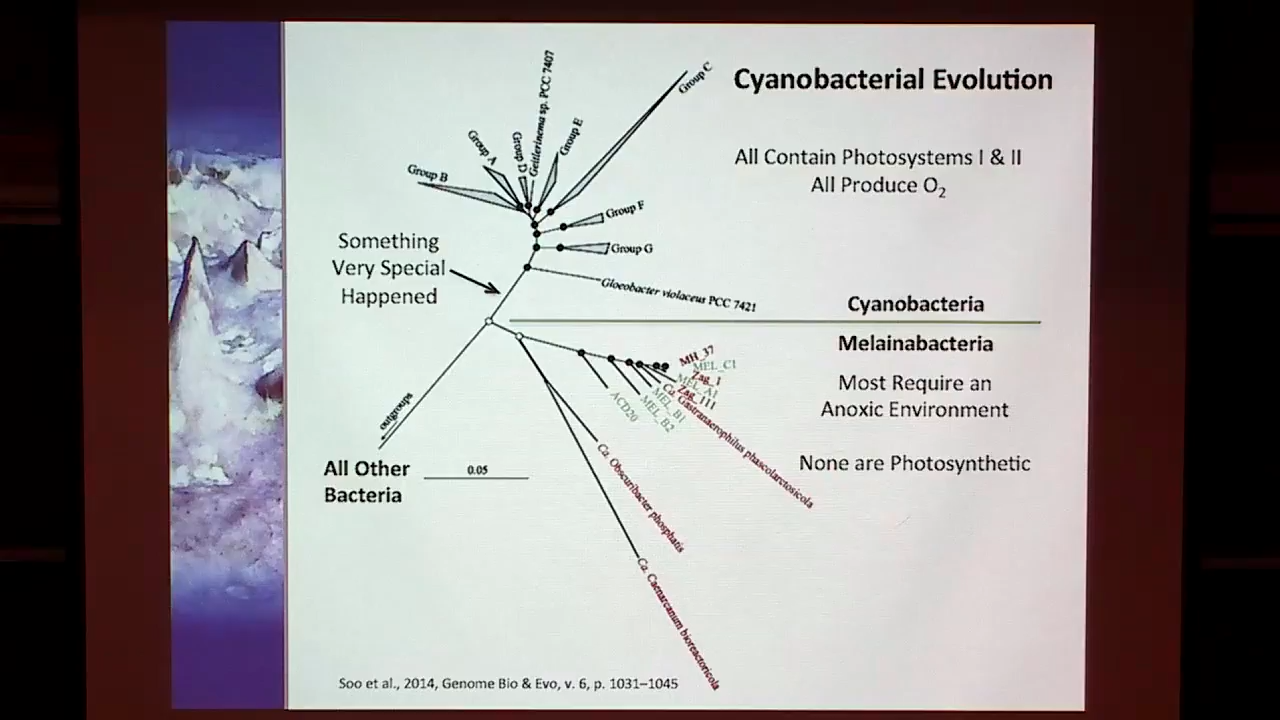 Cyanobacterial Evolution
All Contain Photosystems I & II
All Produce O₂
Group B
Group A
Group D
Geitlerinema sp. PCC 7407
Group E
Group C
Group F
Group G
Gloeobacter violaceus PCC 7421
Something
Very Special
Happened
Cyanobacteria
Melainabacteria
Most Require an
Anoxic Environment
None are Photosynthetic
MH_37
MEL_C1
Zag_1
MEL_A1
Zag_111
Ca. Gastranaerophilus phascolarctosicola
MEL_B1
MEL_B2
ACD20
Ca. Obscuribacter phosphatis
Ca. Caenarcanum bioreactoricola
outgroups
All Other
Bacteria
0.05
Soo et al., 2014, Genome Bio & Evo, v. 6, p. 1031–1045